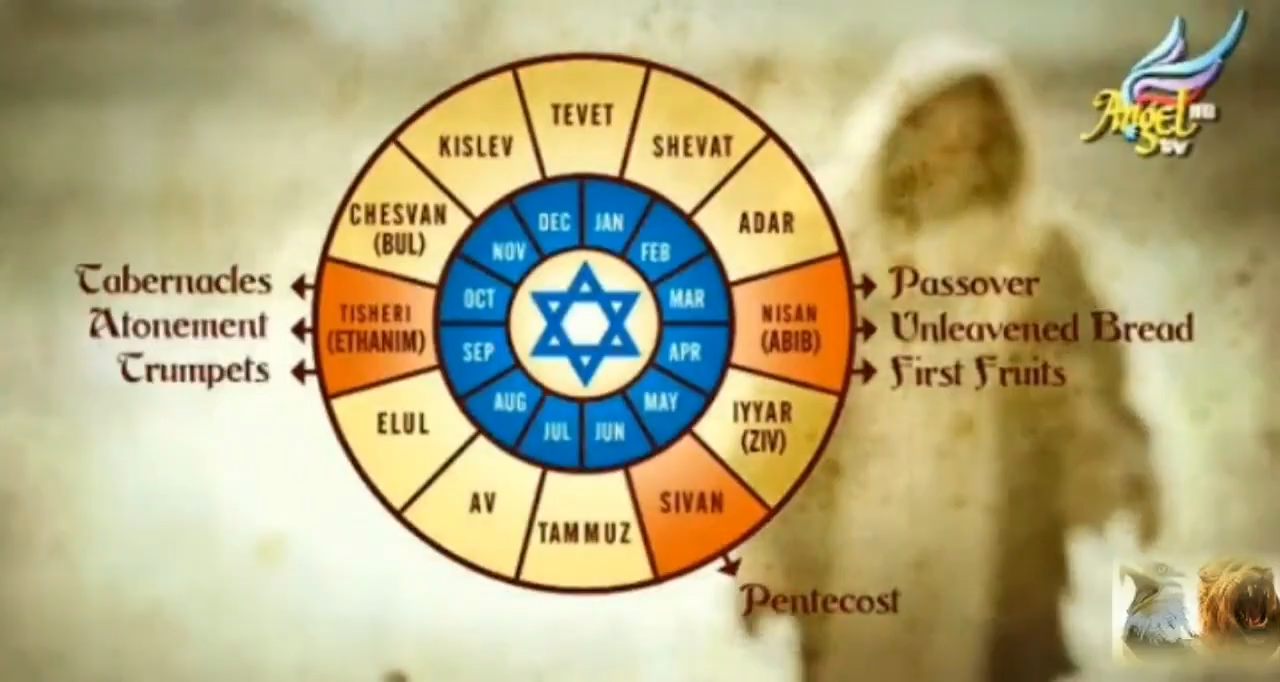 Angel
TV
HD
TEVET
KISLEV
SHEVAT
CHESVAN
(BUL)
ADAR
DEC
JAN
NOV
FEB
OCT
MAR
SEP
APR
AUG
MAY
JUL
JUN
Tabernacles
Atonement
Trumpets
TISHERI
(ETHANIM)
NISAN
(ABIB)
Passover
Unleavened Bread
First Fruits
ELUL
IYYAR
(ZIV)
AV
TAMMUZ
SIVAN
Pentecost